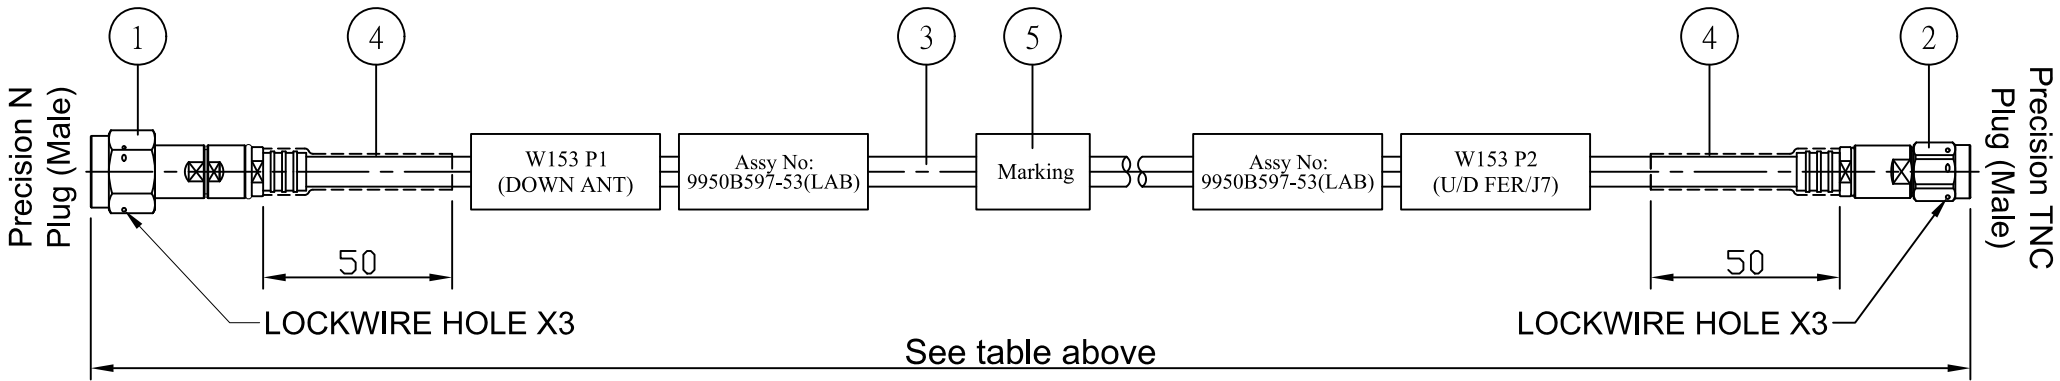 1
4
3
5
4
2
Precision N
Plug (Male)
W153 P1
(DOWN ANT)
Assy No:
9950B597-53(LAB)
Marking
Assy No:
9950B597-53(LAB)
W153 P2
(U/D FER/J7)
Precision TNC
Plug (Male)
50
50
LOCKWIRE HOLE X3
LOCKWIRE HOLE X3
See table above